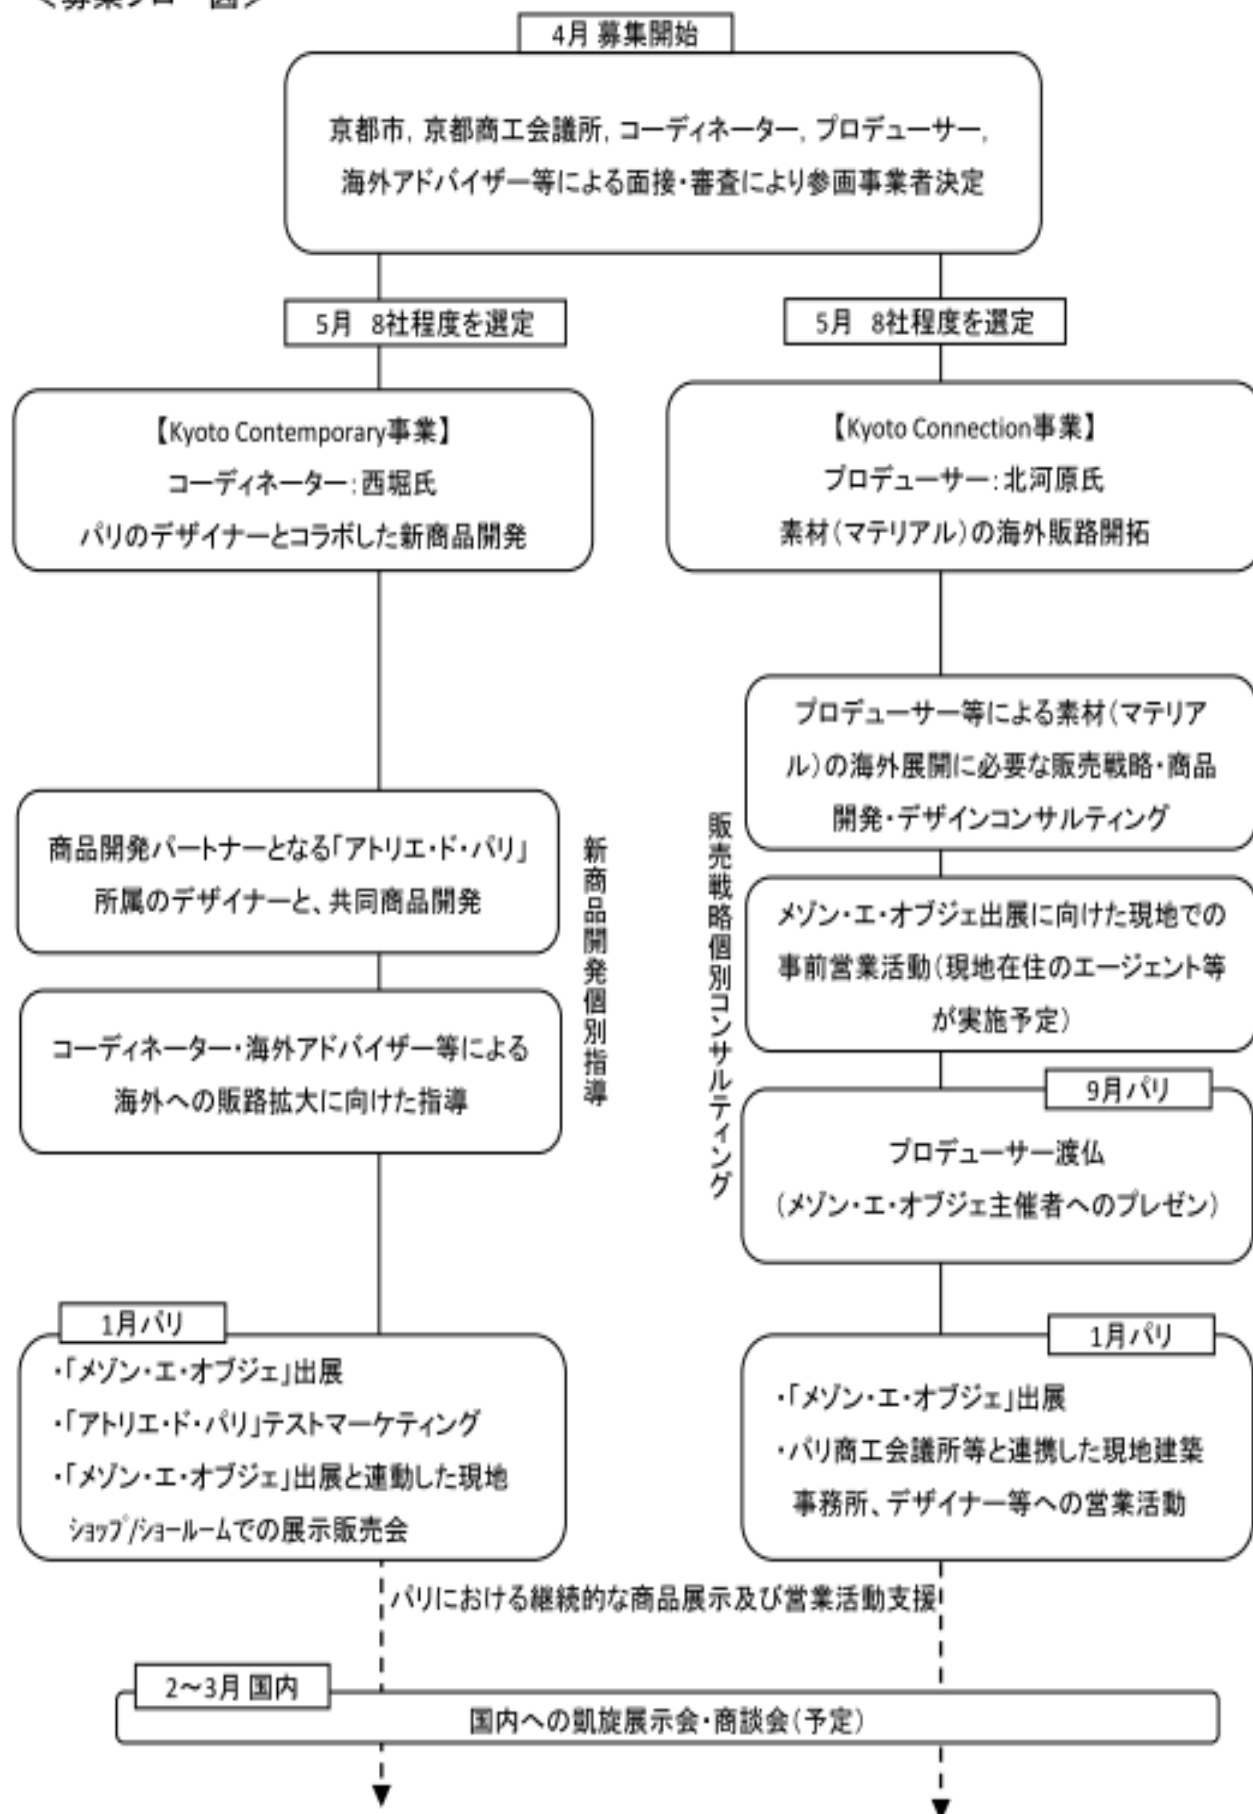 ＜募集フロー図＞
4月 募集開始
京都市，京都商工会議所，コーディネーター，プロデューサー，
海外アドバイザー等による面接・審査により参画事業者決定
5月 8社程度を選定
【Kyoto Contemporary事業】
コーディネーター：西堀氏
パリのデザイナーとコラボした新商品開発
商品開発パートナーとなる「アトリエ・ド・パリ」
所属のデザイナーと、共同商品開発
コーディネーター・海外アドバイザー等による
海外への販路拡大に向けた指導
新商品開発個別指導
1月パリ
・「メゾン・エ・オブジェ」出展
・「アトリエ・ド・パリ」テストマーケティング
・「メゾン・エ・オブジェ」出展と連動した現地
ｼｮｯﾌﾟ/ｼｮｰﾙｰﾑでの展示販売会
5月 8社程度を選定
【Kyoto Connection事業】
プロデューサー：北河原氏
素材（マテリアル）の海外販路開拓
販売戦略個別コンサルティング
プロデューサー等による素材（マテリア
ル）の海外展開に必要な販売戦略・商品
開発・デザインコンサルティング
メゾン・エ・オブジェ出展に向けた現地での
事前営業活動（現地在住のエージェント等
が実施予定）
9月パリ
プロデューサー渡仏
（メゾン・エ・オブジェ主催者へのプレゼン）
1月パリ
・「メゾン・エ・オブジェ」出展
・パリ商工会議所等と連携した現地建築
事務所、デザイナー等への営業活動
パリにおける継続的な商品展示及び営業活動支援
2～3月 国内
国内への凱旋展示会・商談会（予定）